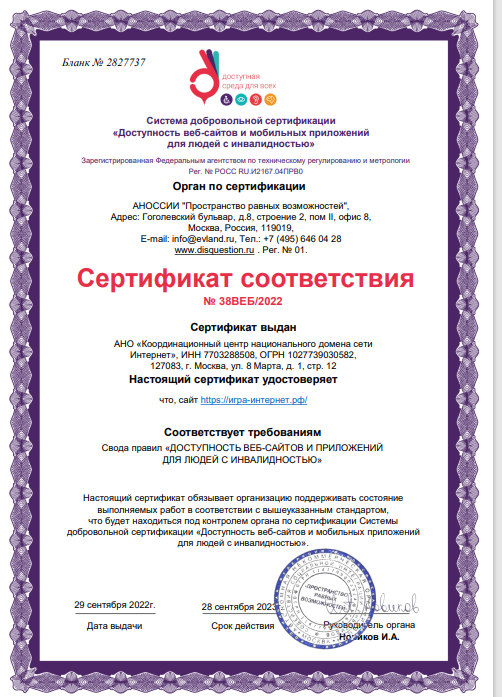 Бланк № 2827737
доступная
среда для всех
Система добровольной сертификации
«Доступность веб-сайтов и мобильных приложений
для людей с инвалидностью»
Зарегистрированная Федеральным агентством по техническому регулированию и метрологии
Рег. № РОСС RU.И2167.04ПРВ0
Орган по сертификации
АНОССИИ "Пространство равных возможностей",
Адрес: Гоголевский бульвар, д.8, строение 2, пом II, офис 8,
Москва, Россия, 119019,
E-mail: info@evland.ru, Тел.: +7 (495) 646 04 28
www.disquestion.ru . Рег. № 01.
Сертификат соответствия
№ 38ВЕБ/2022
Сертификат выдан
АНО «Координационный центр национального домена сети
Интернет», ИНН 7703288508, ОГРН 1027739030582,
127083, г. Москва, ул. 8 Марта, д. 1, стр. 12
Настоящий сертификат удостоверяет
что, сайт https://игра-интернет.рф/
Соответствует требованиям
Свода правил «ДОСТУПНОСТЬ ВЕБ-САЙТОВ И ПРИЛОЖЕНИЙ
ДЛЯ ЛЮДЕЙ С ИНВАЛИДНОСТЬЮ»
Настоящий сертификат обязывает организацию поддерживать состояние
выполняемых работ в соответствии с вышеуказанным стандартом,
что будет находиться под контролем органа по сертификации Системы
добровольной сертификации «Доступность веб-сайтов и мобильных приложений
для людей с инвалидностью».
ПРОСТРАНСТВО
РАВНЫХ
ВОЗМОЖНОСТЕЙ
29 сентября 2022г.
28 сентября 2023г
Дата выдачи
Срок действия
Руководитель органа
Новиков И.А.